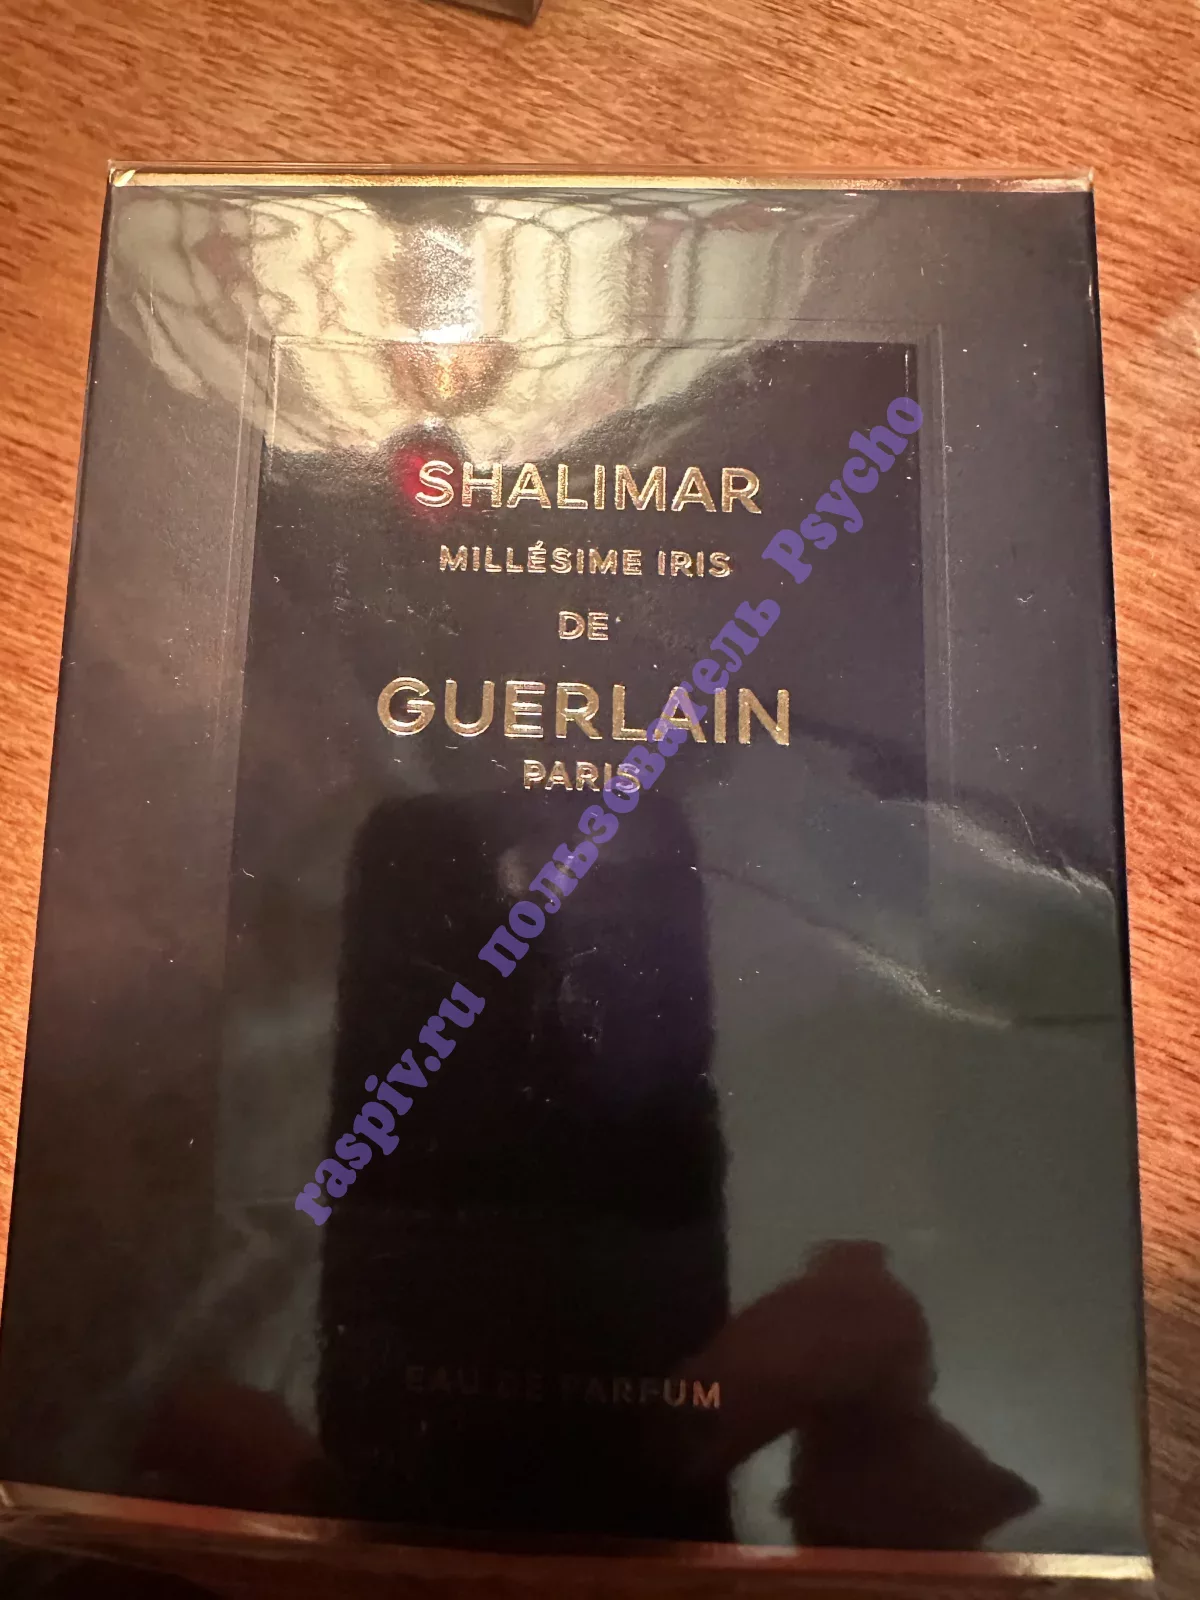 SHALIMAR
MILLÉSIME IRIS
DE
GUERLAIN
PARIS
raspiv.ru пользователь Psycho
EAU DE PARFUM